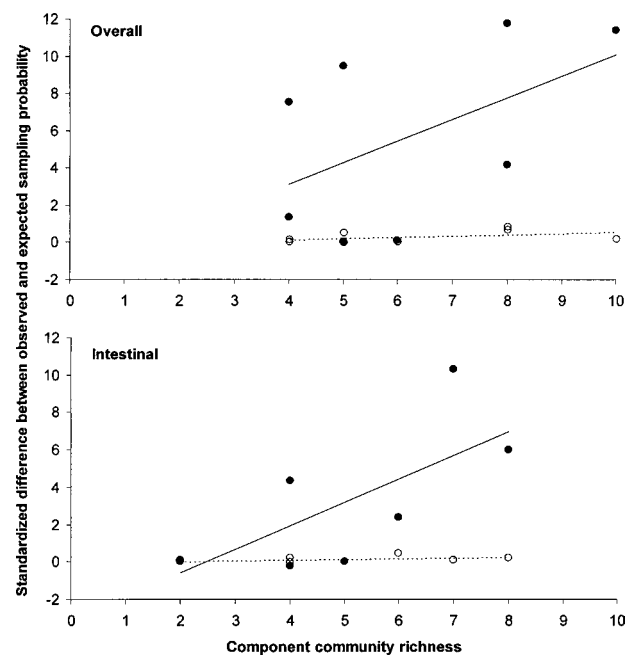 Standardized difference between observed and expected sampling probability
12
Overall
10
8
6
4
2
0
-2
0 1 2 3 4 5 6 7 8 9 10
12
Intestinal
10
8
6
4
2
0
-2
0 1 2 3 4 5 6 7 8 9 10
Component community richness